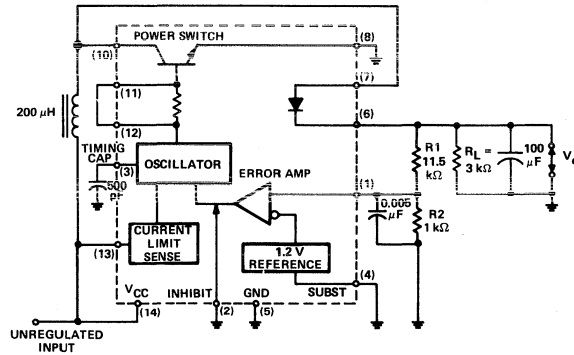 POWER SWITCH
(8)
(10)
(7)
(11)
(6)
200 µH
(12)
TIMING
CAP
(3)
OSCILLATOR
500
ERROR AMP
(1)
R1
11.5
kΩ
RL =
3 kΩ
100
µF
0.005
µF
R2
1 kΩ
CURRENT
LIMIT
SENSE
(13)
1.2 V
REFERENCE
(4)
VCC
INHIBIT
GND
SUBST
(14)
(2)
(5)
UNREGULATED
INPUT